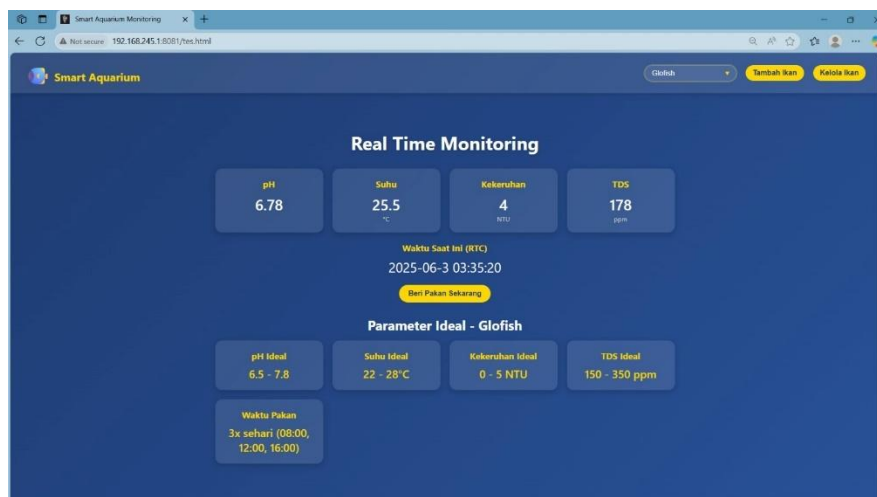 Smart Aquarium Monitoring
Not secure 192.168.245.1:8081/tes.html
Smart Aquarium
Glofish
Tambah Ikan
Kelola Ikan
Real Time Monitoring
pH
6.78
Suhu
25.5
°C
Kekeruhan
4
NTU
TDS
178
ppm
Waktu Saat Ini (RTC)
2025-06-3 03:35:20
Beri Pakan Sekarang
Parameter Ideal - Glofish
pH Ideal
6.5 - 7.8
Suhu Ideal
22 - 28°C
Kekeruhan Ideal
0 - 5 NTU
TDS Ideal
150 - 350 ppm
Waktu Pakan
3x sehari (08:00,
12:00, 16:00)